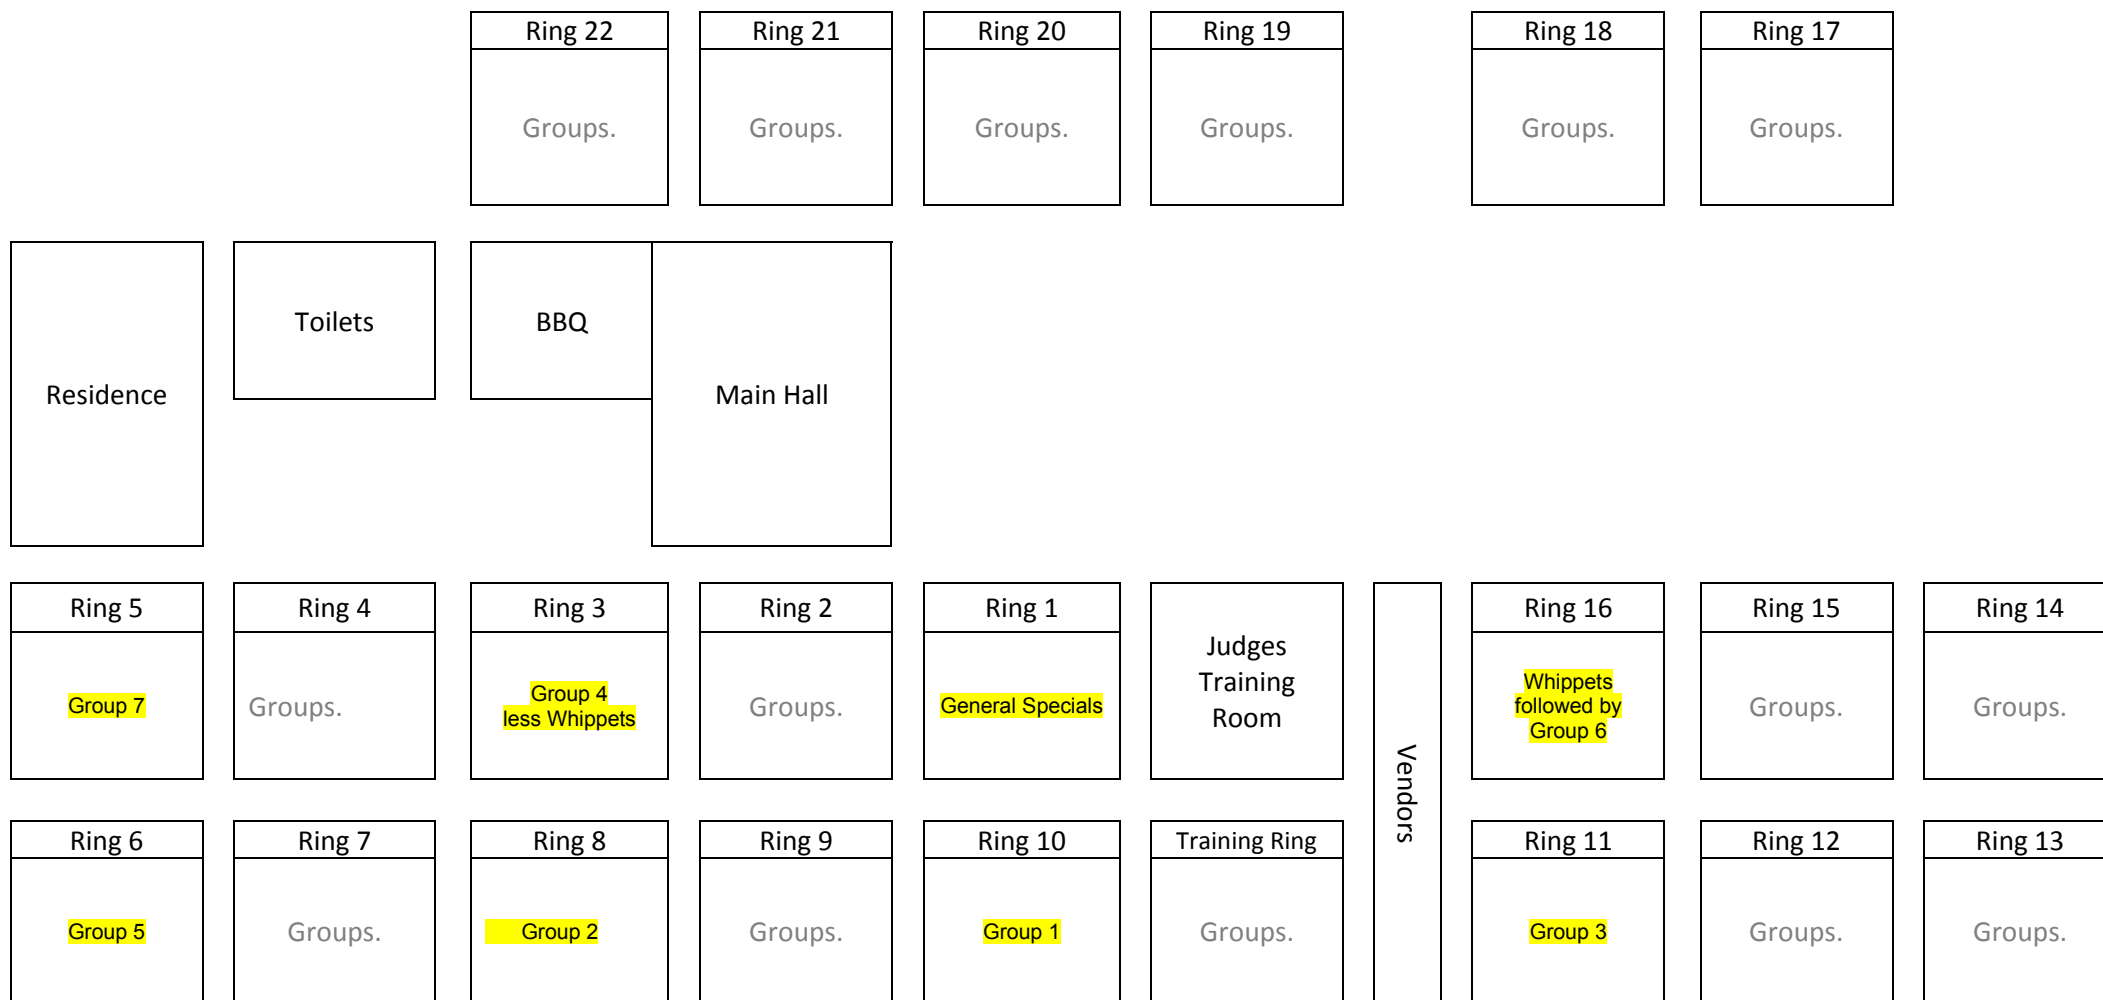 Ring 22
Ring 21
Ring 20
Ring 19
Ring 18
Ring 17
Groups.
Groups.
Groups.
Groups.
Groups.
Groups.
Residence
Toilets
BBQ
Main Hall
Ring 5
Ring 4
Ring 3
Ring 2
Ring 1
Judges
Training
Room
Vendors
Ring 16
Ring 15
Ring 14
Group 7
Groups.
Group 4
less Whippets
Groups.
General Specials
Whippets
followed by
Group 6
Groups.
Groups.
Ring 6
Ring 7
Ring 8
Ring 9
Ring 10
Training Ring
Ring 11
Ring 12
Ring 13
Group 5
Groups.
Group 2
Groups.
Group 1
Groups.
Group 3
Groups.
Groups.